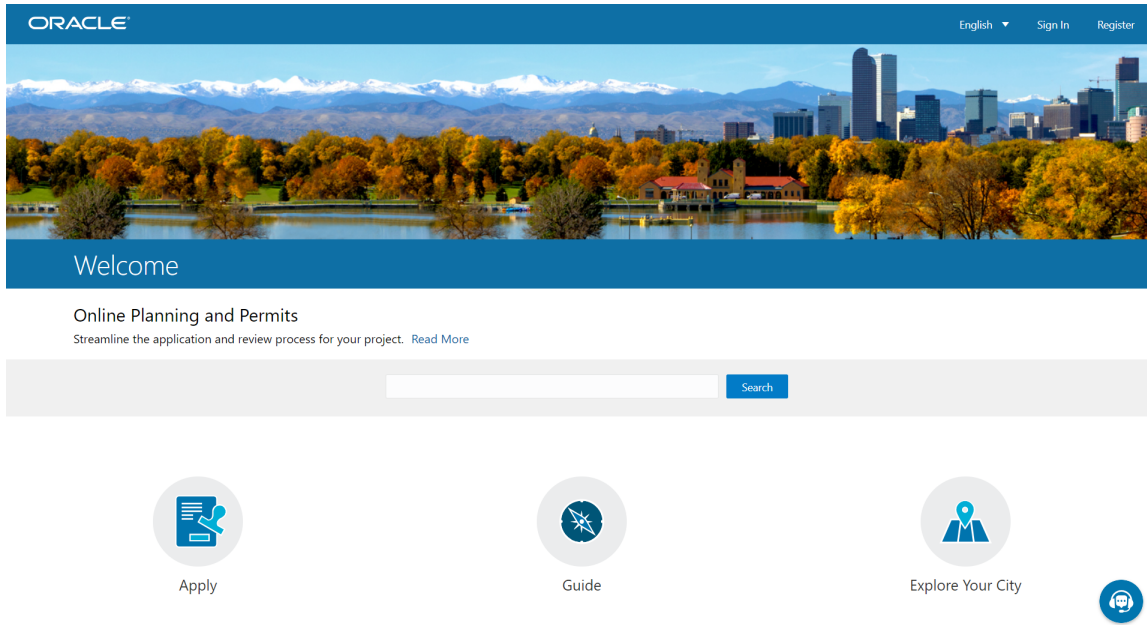 ORACLE
English
Sign In
Register
Welcome
Online Planning and Permits
Streamline the application and review process for your project. Read More
Search
Apply
Guide
Explore Your City